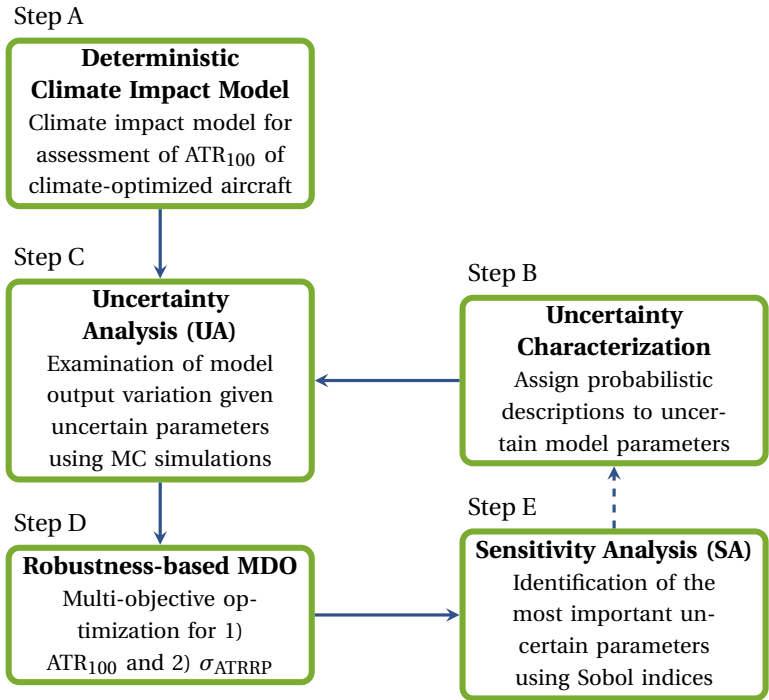 Step A
Deterministic
Climate Impact Model
Climate impact model for
assessment of ATR₁₀₀ of
climate-optimized aircraft
Step C
Uncertainty
Analysis (UA)
Examination of model
output variation given
uncertain parameters
using MC simulations
Step B
Uncertainty
Characterization
Assign probabilistic
descriptions to uncer-
tain model parameters
Step D
Robustness-based MDO
Multi-objective op-
timization for 1)
ATR₁₀₀ and 2) σ_ATRRP
Step E
Sensitivity Analysis (SA)
Identification of the
most important un-
certain parameters
using Sobol indices